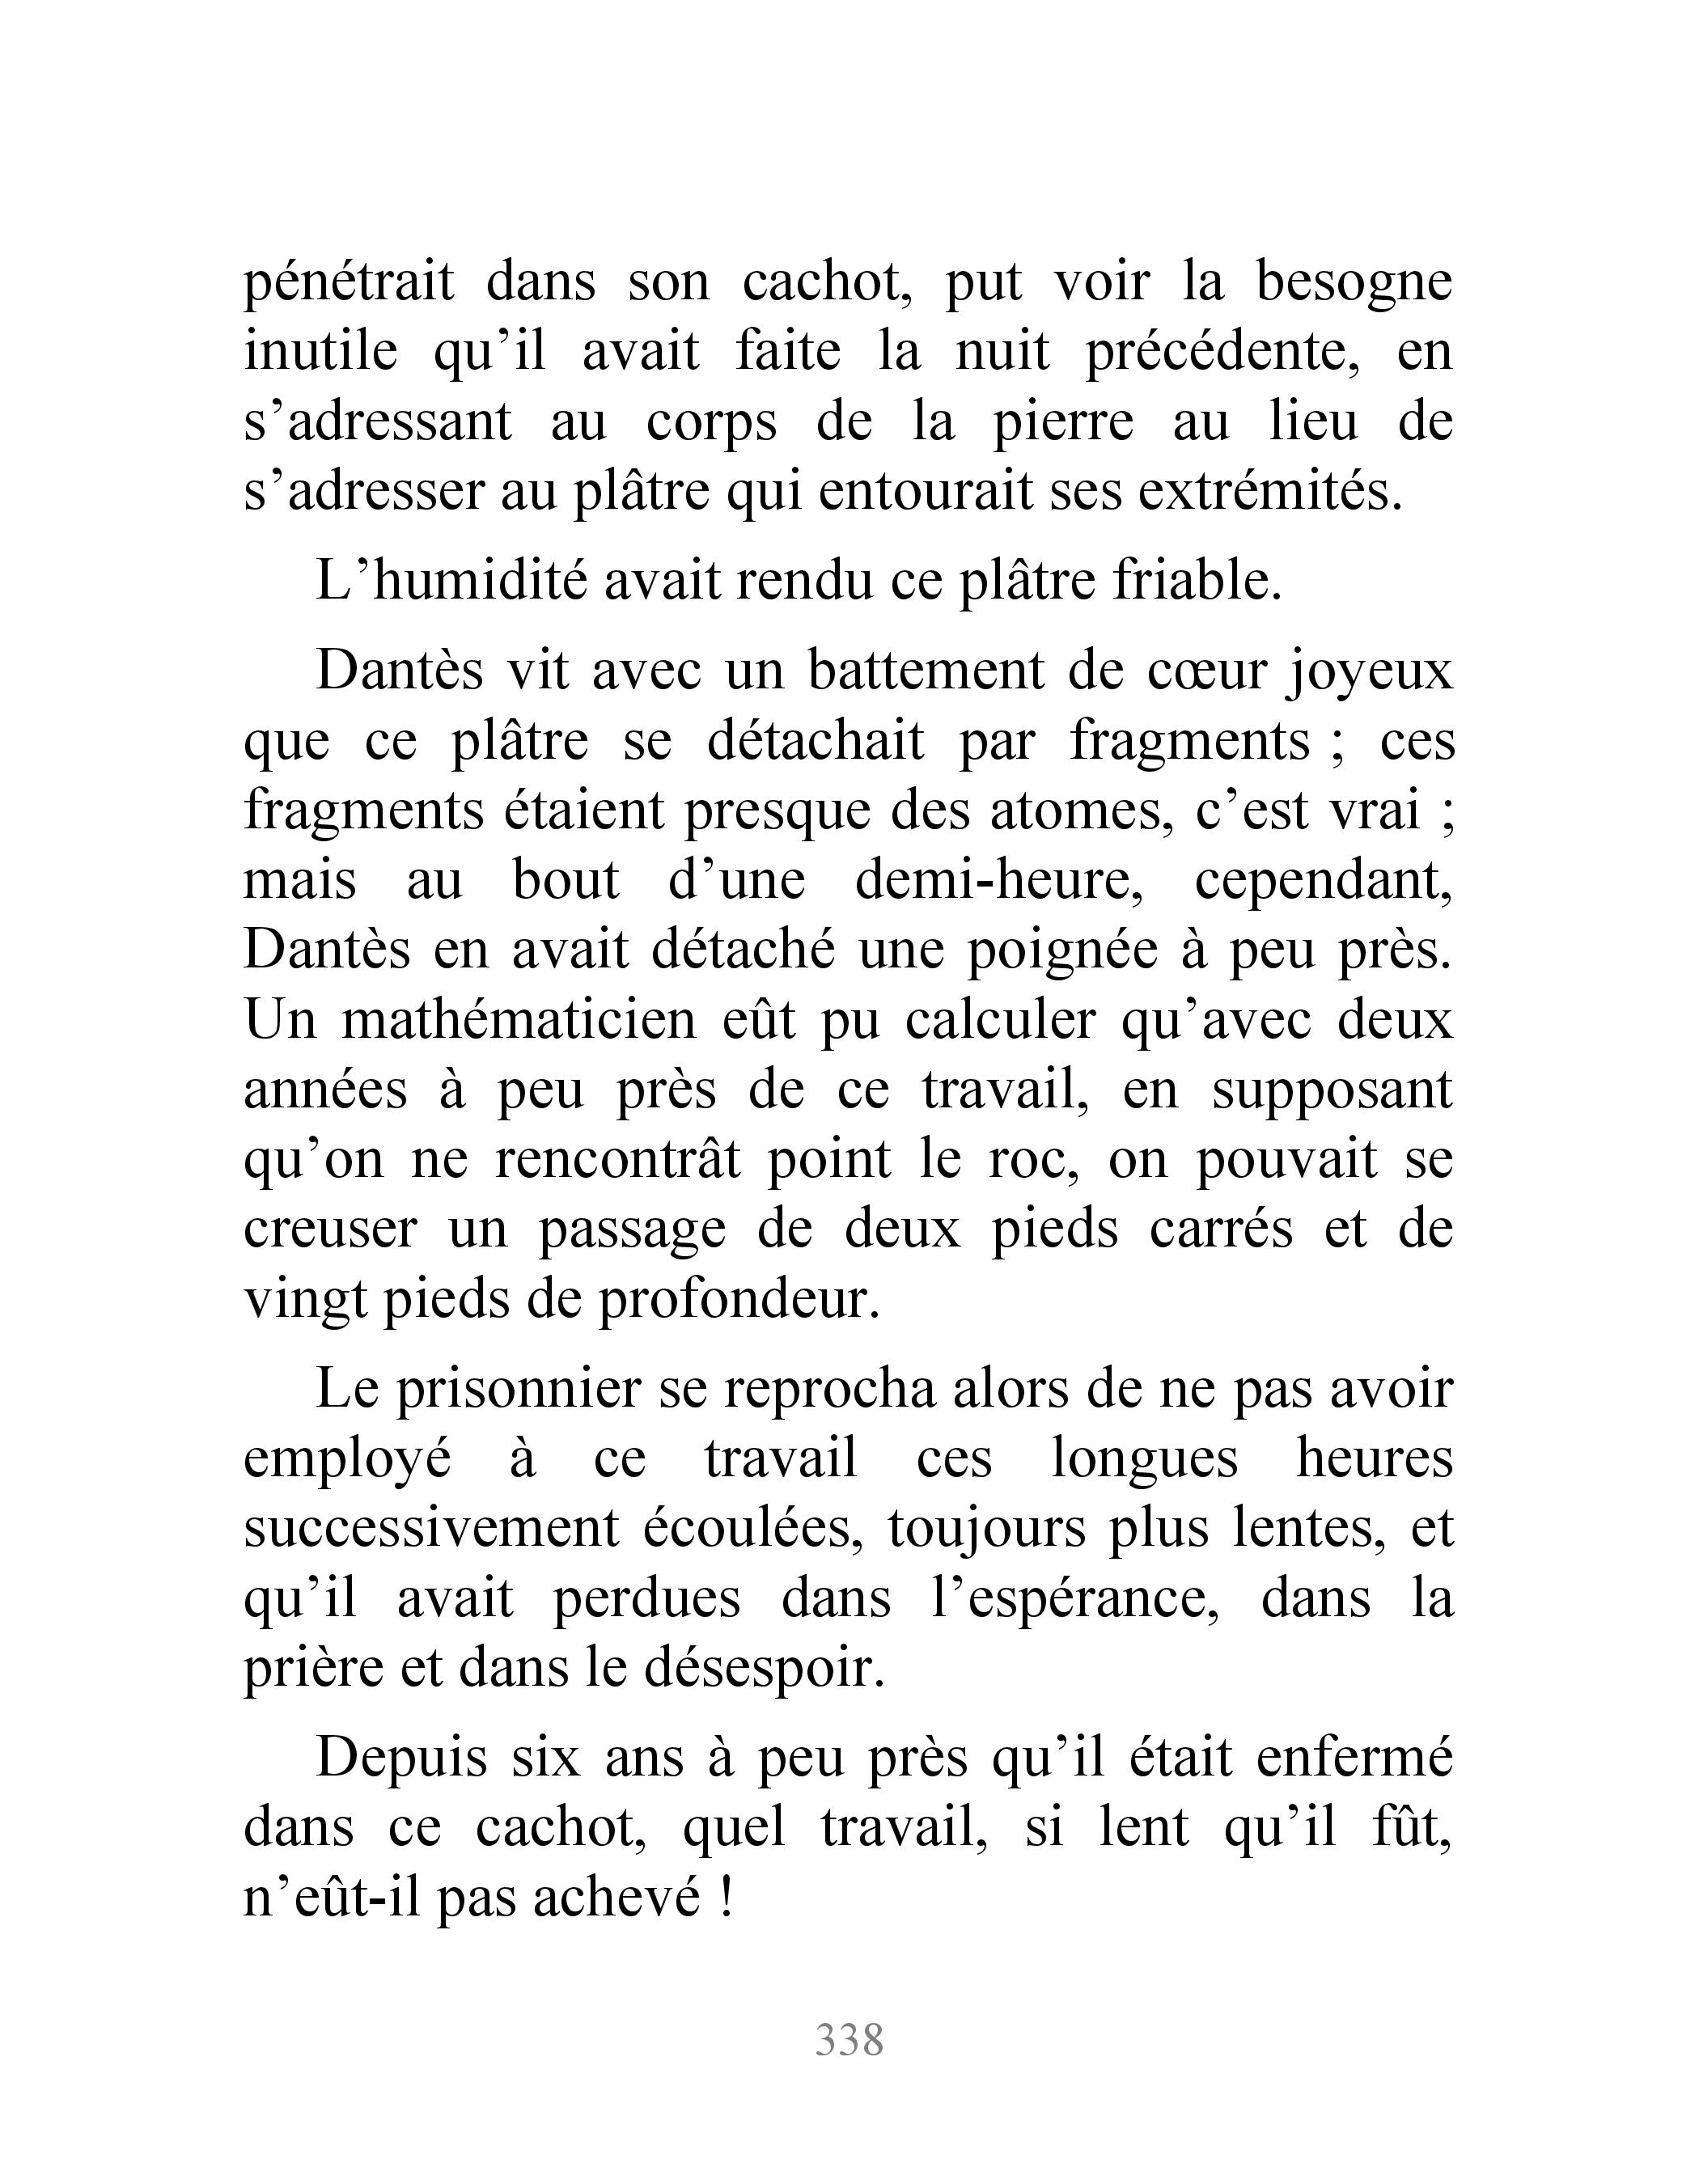 pénétrait dans son cachot, put voir la besogne
inutile qu’il avait faite la nuit précédente, en
s’adressant au corps de la pierre au lieu de
s’adresser au plâtre qui entourait ses extrémités.
L’humidité avait rendu ce plâtre friable.
Dantès vit avec un battement de cœur joyeux
que ce plâtre se détachait par fragments ; ces
fragments étaient presque des atomes, c’est vrai ;
mais au bout d’une demi-heure, cependant,
Dantès en avait détaché une poignée à peu près.
Un mathématicien eût pu calculer qu’avec deux
années à peu près de ce travail, en supposant
qu’on ne rencontrât point le roc, on pouvait se
creuser un passage de deux pieds carrés et de
vingt pieds de profondeur.
Le prisonnier se reprocha alors de ne pas avoir
employé à ce travail ces longues heures
successivement écoulées, toujours plus lentes, et
qu’il avait perdues dans l’espérance, dans la
prière et dans le désespoir.
Depuis six ans à peu près qu’il était enfermé
dans ce cachot, quel travail, si lent qu’il fût,
n’eût-il pas achevé !
338